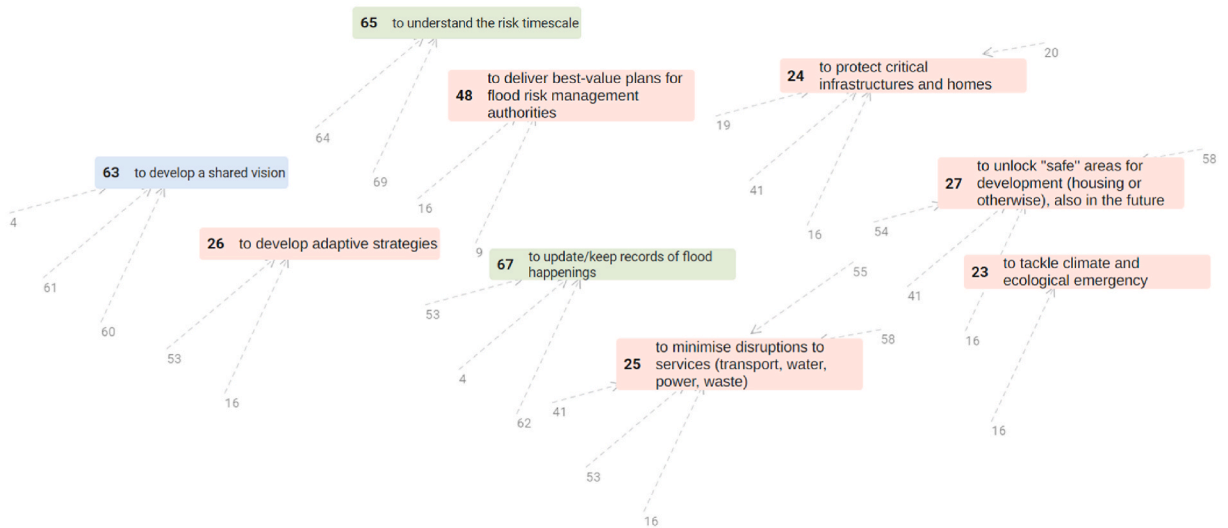 65 to understand the risk timescale
20
to deliver best-value plans for
48 flood risk management
authorities
24 to protect critical
infrastructures and homes
64
19
69
41
63 to develop a shared vision
to unlock "safe" areas for
27 development (housing or
otherwise), also in the future
58
4
16
16
54
26 to develop adaptive strategies
9
67 to update/keep records of flood
happenings
55
23 to tackle climate and
ecological emergency
61
41
53
60
16
58
53
to minimise disruptions to
25 services (transport, water,
power, waste)
4
16
41
62
16
53
16